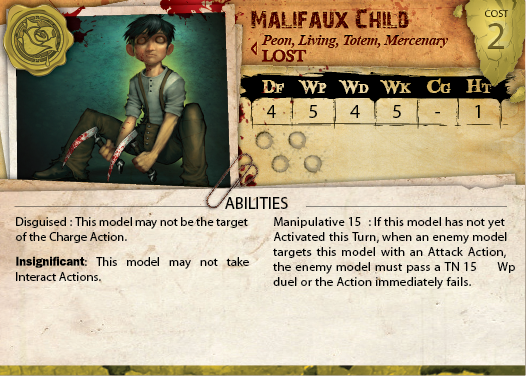 MALIFAUX CHILD
COST
2
Peon, Living, Totem, Mercenary
LOST
DF WP WD WK CG HT
4 5 4 5 - 1
ABILITIES
Disguised : This model may not be the target
of the Charge Action.
Insignificant: This model may not take
Interact Actions.
Manipulative 15 : If this model has not yet
Activated this Turn, when an enemy model
targets this model with an Attack Action,
the enemy model must pass a TN 15 Wp
duel or the Action immediately fails.